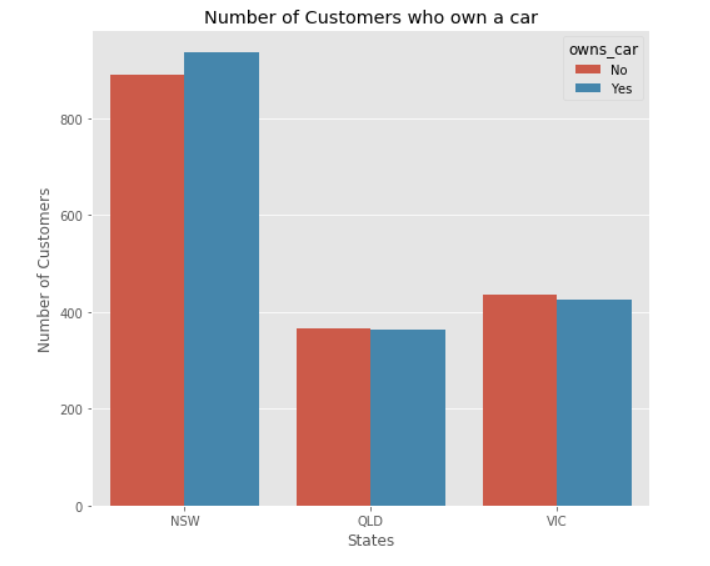 Number of Customers who own a car
owns_car
No
Yes
800
600
400
200
0
Number of Customers
NSW
QLD
VIC
States